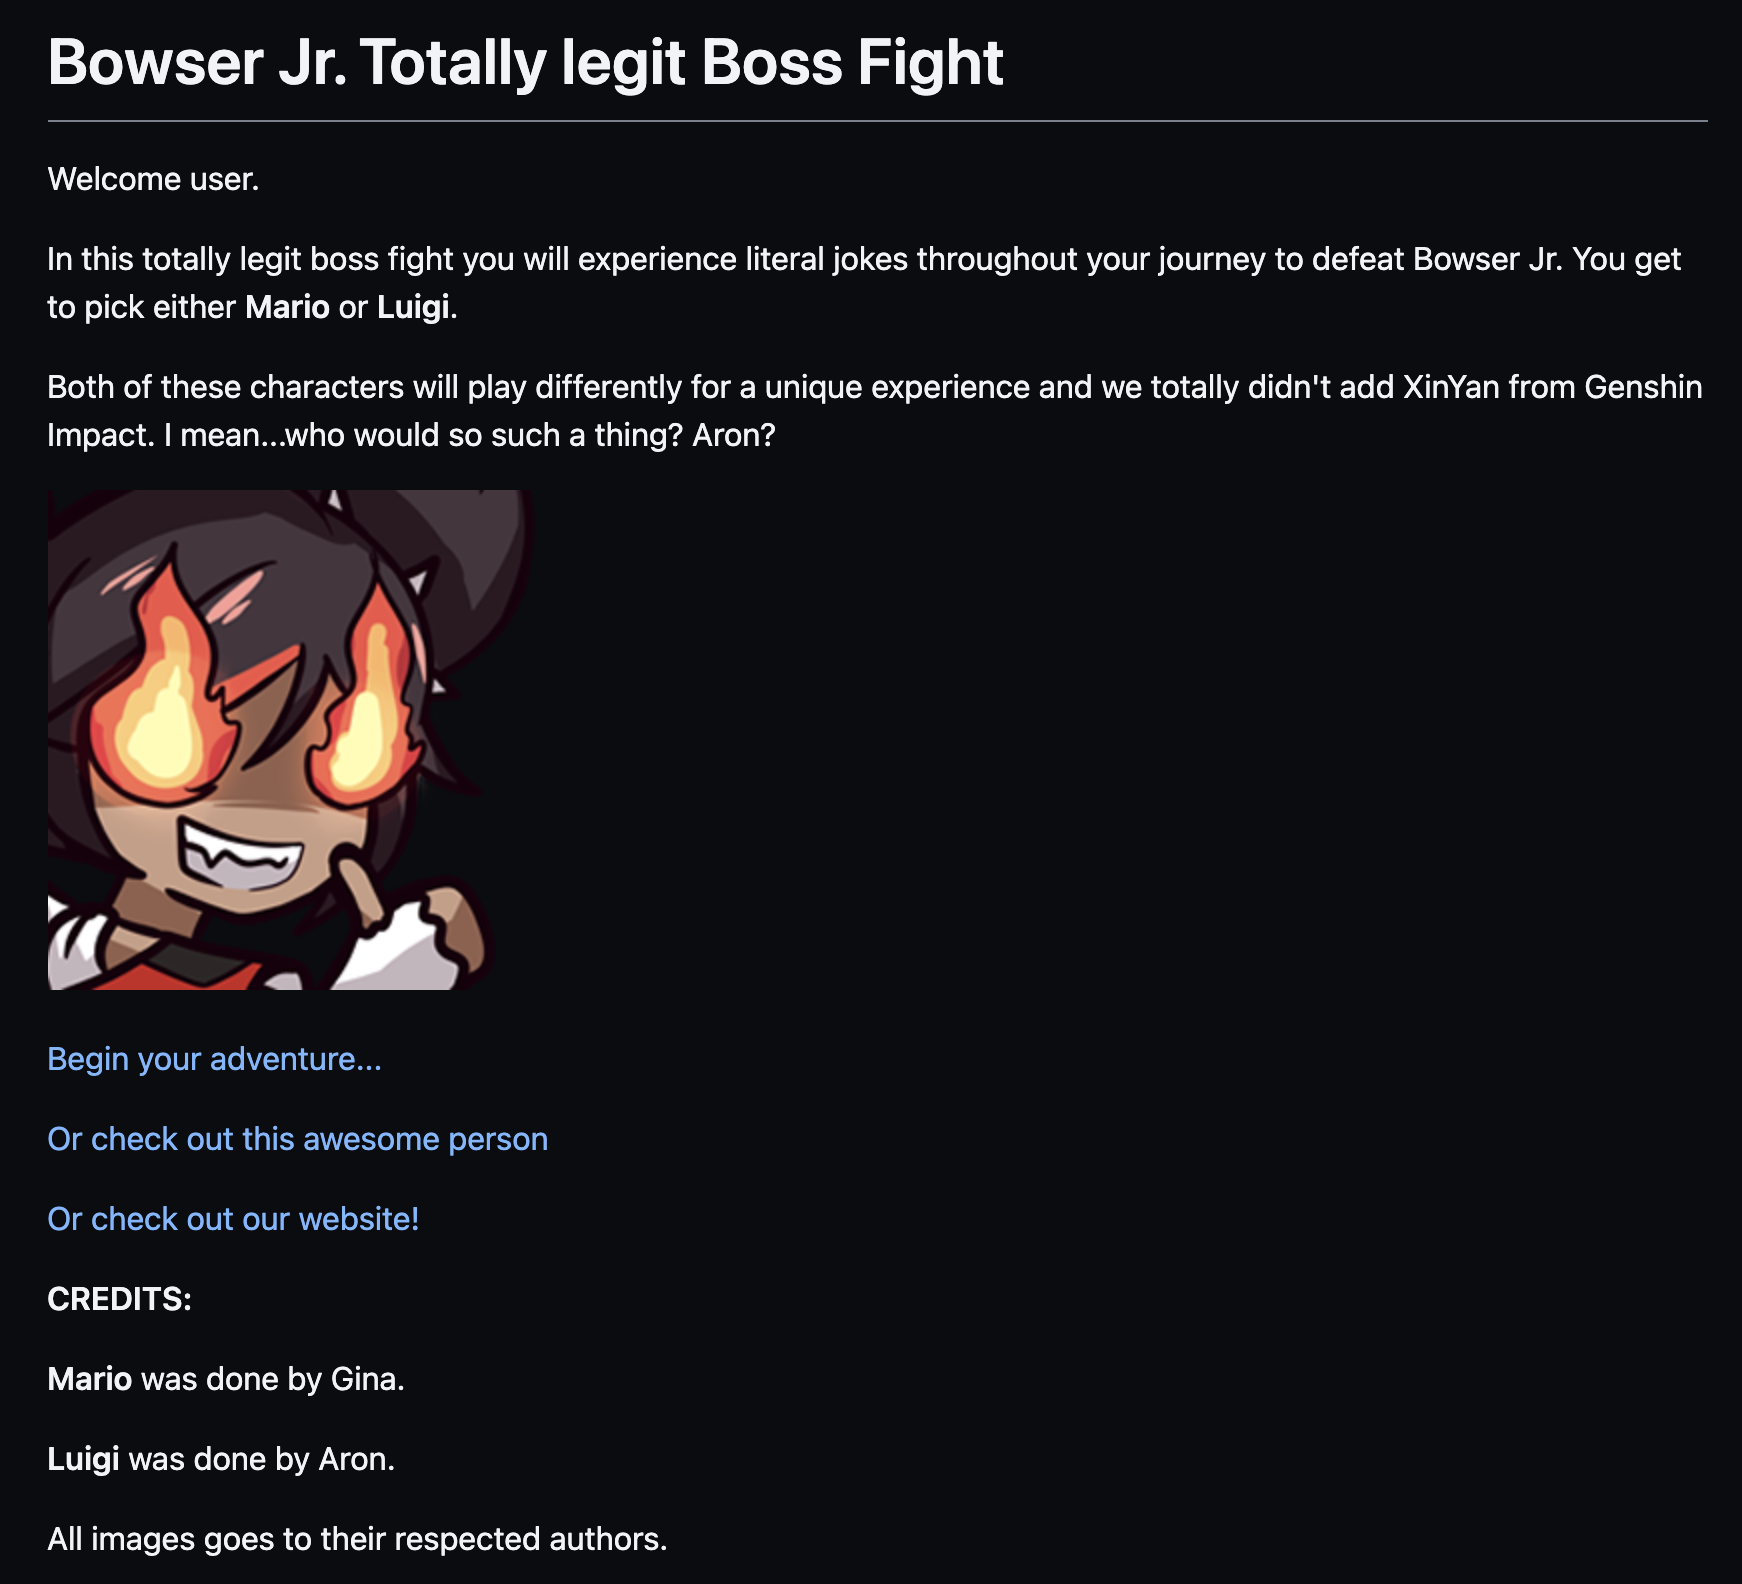 Bowser Jr. Totally legit Boss Fight
Welcome user.
In this totally legit boss fight you will experience literal jokes throughout your journey to defeat Bowser Jr. You get
to pick either Mario or Luigi.
Both of these characters will play differently for a unique experience and we totally didn't add XinYan from Genshin
Impact. I mean...who would so such a thing? Aron?
Begin your adventure...
Or check out this awesome person
Or check out our website!
CREDITS:
Mario was done by Gina.
Luigi was done by Aron.
All images goes to their respected authors.